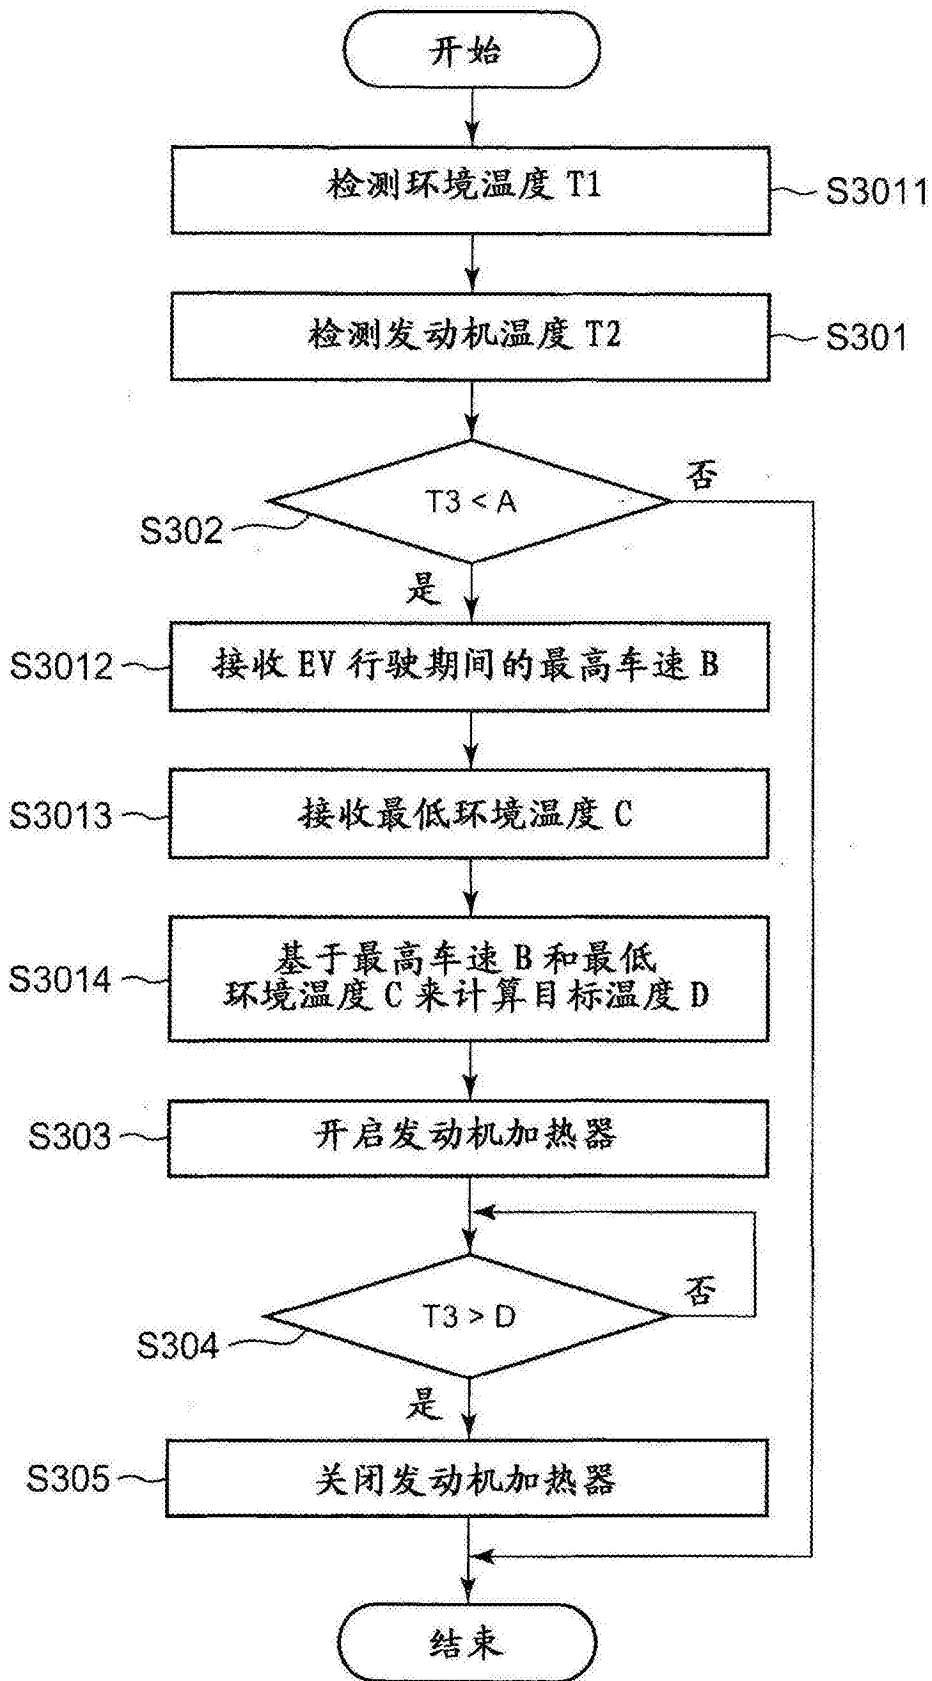 开始
检测环境温度 T1
S3011
检测发动机温度 T2
S301
T3 < A
否
S302
是
S3012
接收 EV 行驶期间的最高车速 B
S3013
接收最低环境温度 C
S3014
基于最高车速 B 和最低
环境温度 C 来计算目标温度 D
S303
开启发动机加热器
T3 > D
否
S304
是
S305
关闭发动机加热器
结束